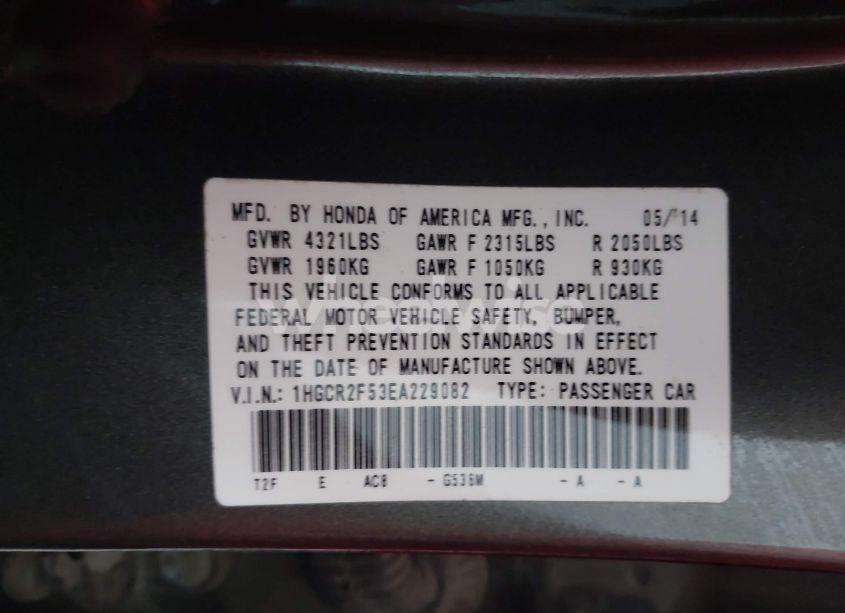 MFD. BY HONDA OF AMERICA MFG., INC. 05/14
GVWR 4321LBS GAWR F 2315LBS R 2050LBS
GVWR 1960KG GAWR F 1050KG R 930KG
THIS VEHICLE CONFORMS TO ALL APPLICABLE
FEDERAL MOTOR VEHICLE SAFETY, BUMPER,
AND THEFT PREVENTION STANDARDS IN EFFECT
ON THE DATE OF MANUFACTURE SHOWN ABOVE.
V.I.N.: 1HGCR2F53EA229082 TYPE: PASSENGER CAR
T2F E AC8 - G536M - A - A